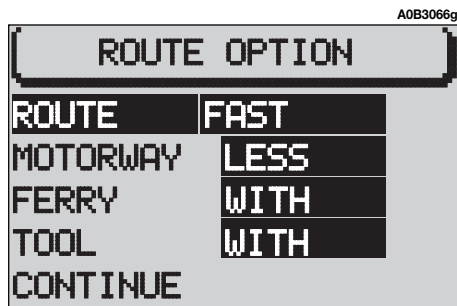 A0B3066g
ROUTE OPTION
ROUTE FAST
MOTORWAY LESS
FERRY WITH
TOOL WITH
CONTINUE